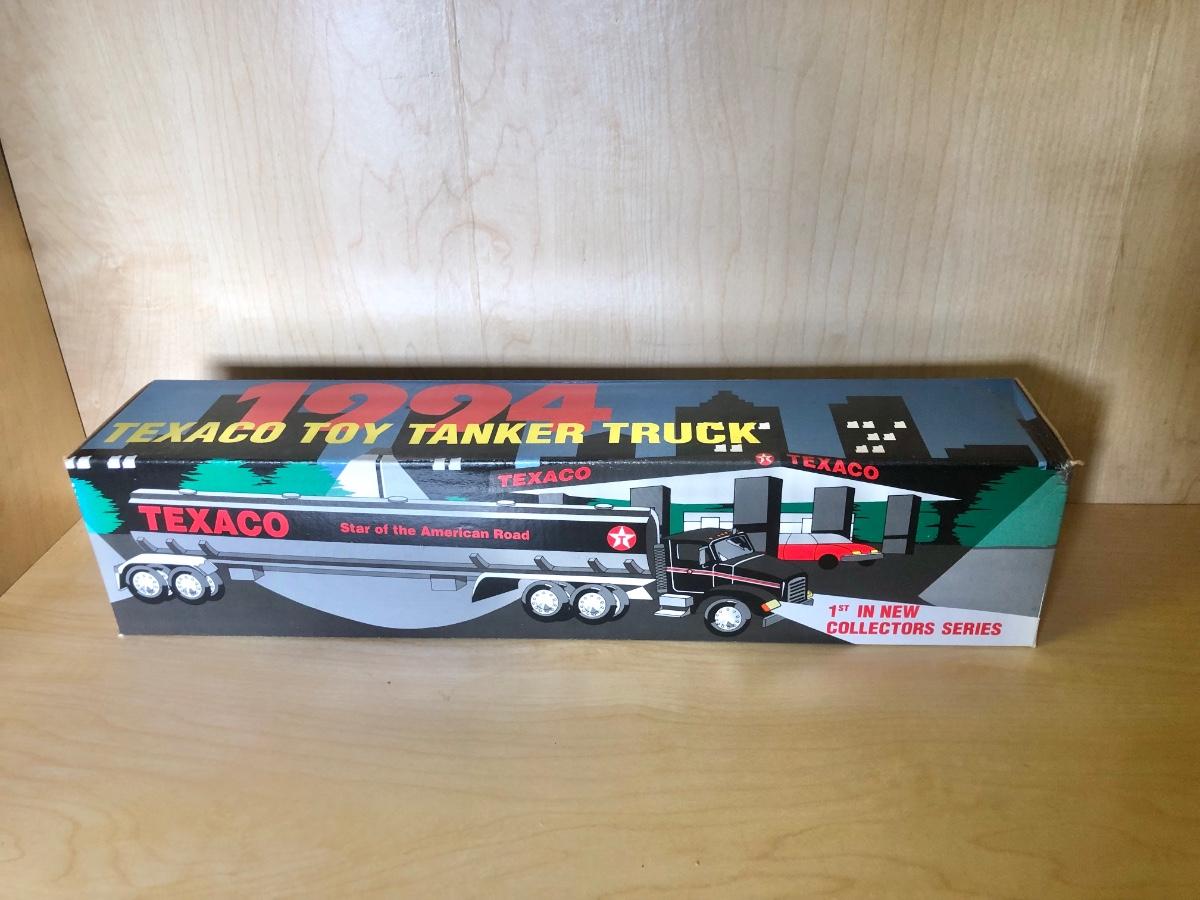 1994
TEXACO TOY TANKER TRUCK
TEXACO
TEXACO
TEXACO
Star of the American Road
1ST IN NEW
COLLECTORS SERIES